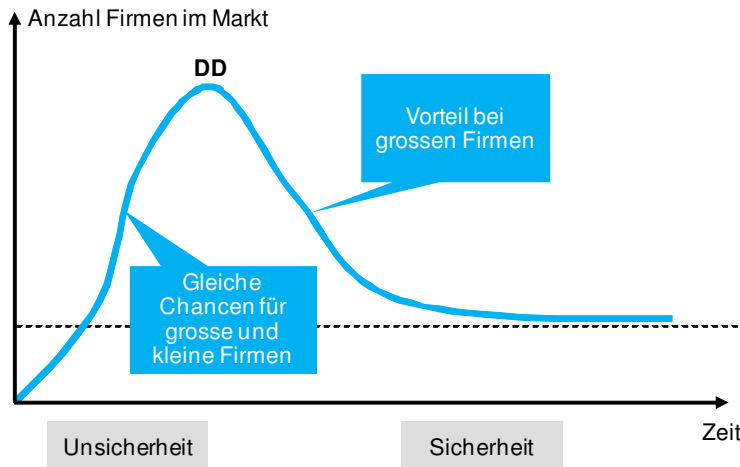 Anzahl Firmen im Markt
DD
Vorteil bei
grossen Firmen
Gleiche
Chancen für
grosse und
kleine Firmen
Zeit
Unsicherheit
Sicherheit